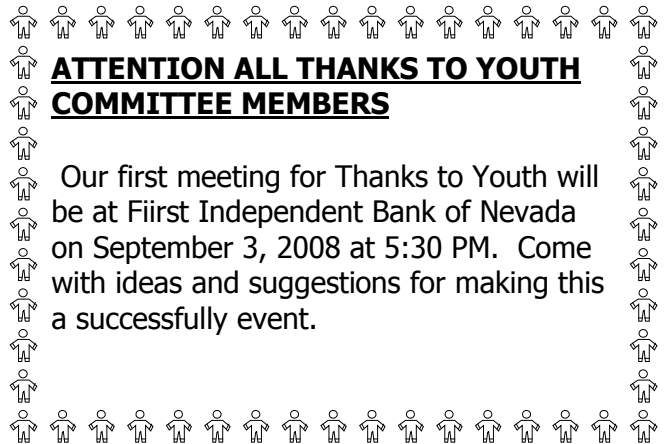 ATTENTION ALL THANKS TO YOUTH
COMMITTEE MEMBERS
Our first meeting for Thanks to Youth will
be at Fiirst Independent Bank of Nevada
on September 3, 2008 at 5:30 PM.  Come
with ideas and suggestions for making this
a successfully event.